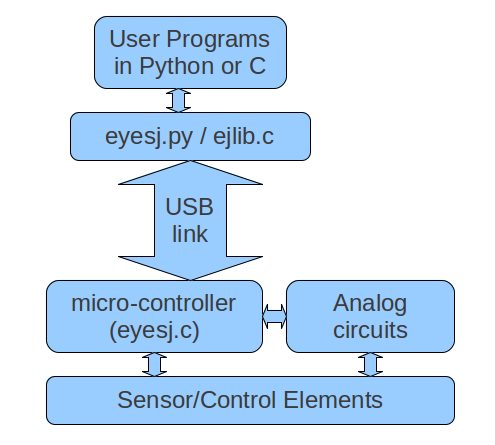 User Programs
in Python or C
eyesj.py / ejlib.c
USB
link
micro-controller
(eyesj.c)
Analog
circuits
Sensor/Control Elements